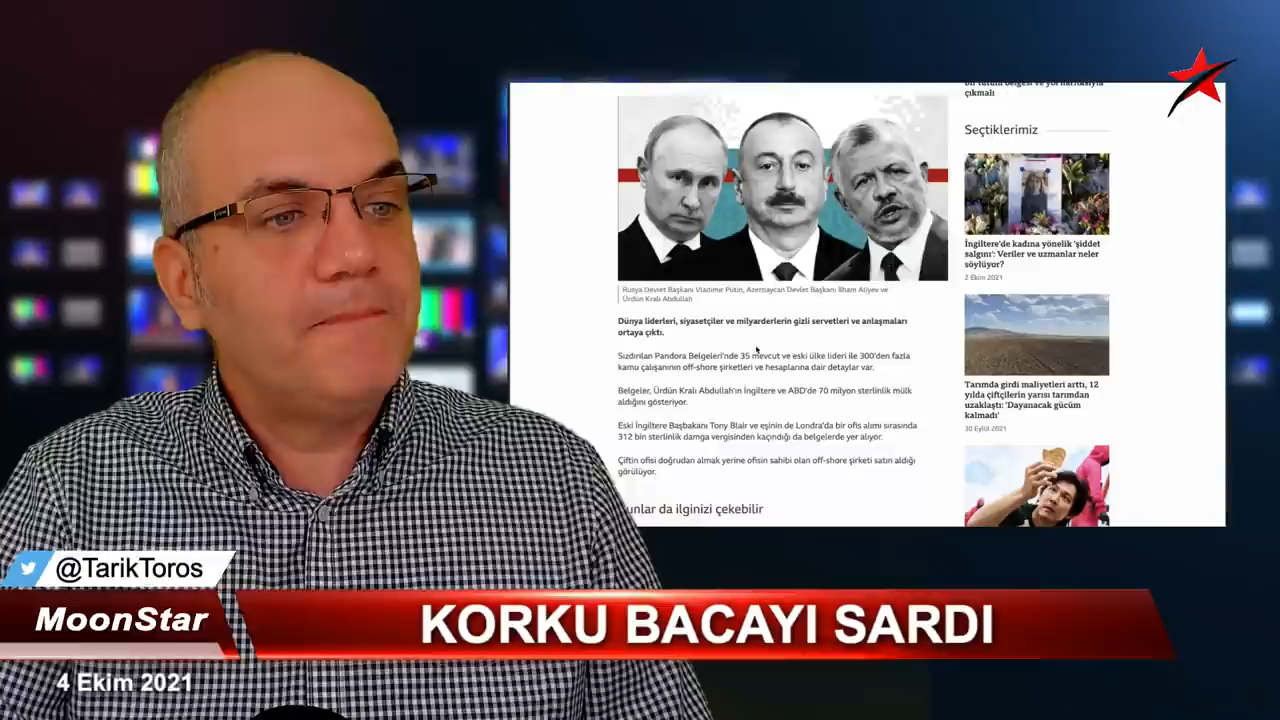 çıkmalı
Seçtiklerimiz
İngiltere'de kadına yönelik 'şiddet
salgını': Veriler ve uzmanlar neler
söylüyor?
2 Ekim 2021
Rusya Devlet Başkanı Vladimir Putin, Azerbaycan Devlet Başkanı İlham Aliyev ve
Ürdün Kralı Abdullah
Dünya liderleri, siyasetçiler ve milyarderlerin gizli servetleri ve anlaşmaları
ortaya çıktı.
Sızdırılan Pandora Belgeleri'nde 35 mevcut ve eski ülke lideri ile 300'den fazla
kamu çalışanının off-shore şirketleri ve hesaplarına dair detaylar var.
Belgeler, Ürdün Kralı Abdullah'ın İngiltere ve ABD'de 70 milyon sterlinlik mülk
aldığını gösteriyor.
Eski İngiltere Başbakanı Tony Blair ve eşinin de Londra'da bir ofis alımı sırasında
312 bin sterlinlik damga vergisinden kaçındığı da belgelerde yer alıyor.
Çiftin ofisi doğrudan almak yerine ofisin sahibi olan off-shore şirketi satın aldığı
görülüyor.
unlar da ilginizi çekebilir
Tarımda girdi maliyetleri arttı, 12
yılda çiftçilerin yarısı tarımdan
uzaklaştı: 'Dayanacak gücüm
kalmadı'
30 Eylül 2021
@TarikToros
MoonStar
KORKU BACAYI SARDI
4 Ekim 2021